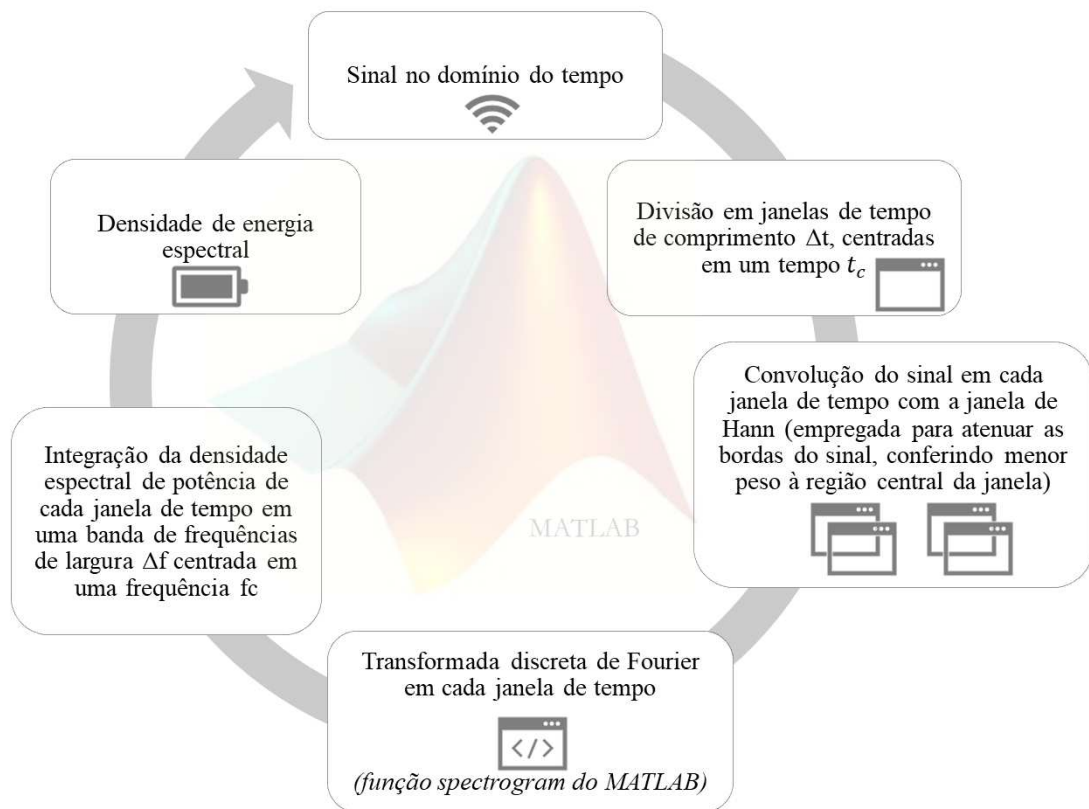 Sinal no domínio do tempo
Divisão em janelas de tempo
de comprimento Δt, centradas
em um tempo t_c
Convolução do sinal em cada
janela de tempo com a janela de
Hann (empregada para atenuar as
bordas do sinal, conferindo menor
peso à região central da janela)
Transformada discreta de Fourier
em cada janela de tempo
</>
(função spectrogram do MATLAB)
Integração da densidade
espectral de potência de
cada janela de tempo em
uma banda de frequências
de largura Δf centrada em
uma frequência fc
Densidade de energia
espectral
MATLAB